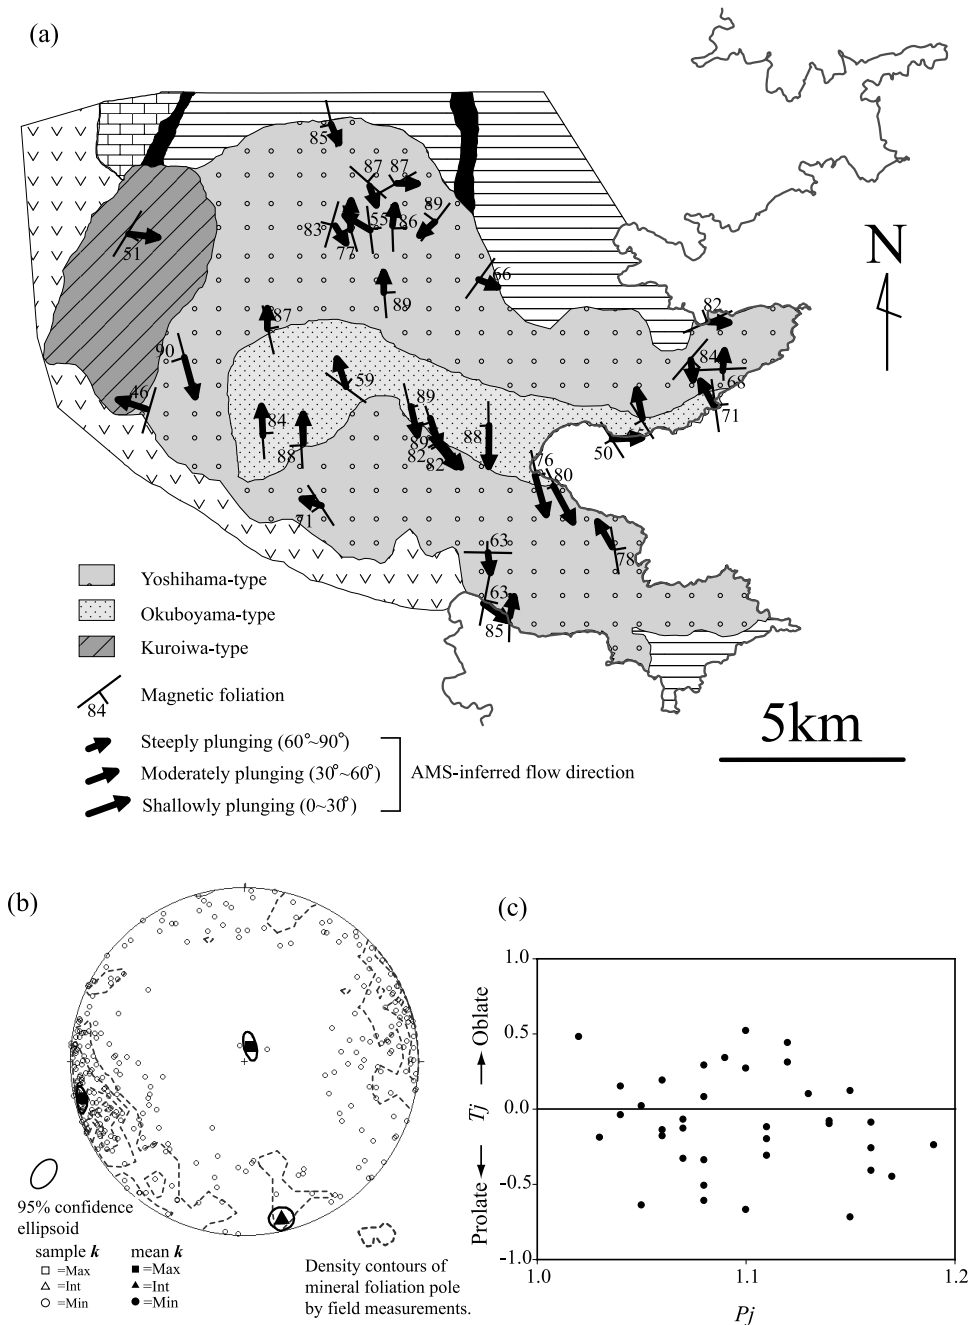 (a)
85
87
87
89
83
77
55
86
51
66
89
N
87
82
90
59
84
68
46
71
89
84
88
89
82
82
88
50
76
80
71
78
63
63
85
Yoshihama-type
Okuboyama-type
Kuroiwa-type
Magnetic foliation
84
5km
Steeply plunging (60°~90°)
Moderately plunging (30°~60°)
AMS-inferred flow direction
Shallowly plunging (0~30°)
(b)
95% confidence
ellipsoid
sample k
mean k
=Max
=Max
=Int
=Int
=Min
=Min
Density contours of
mineral foliation pole
by field measurements.
(c)
1.0
0.5
0.0
-0.5
-1.0
Prolate
Tj
Oblate
1.0
1.1
1.2
Pj